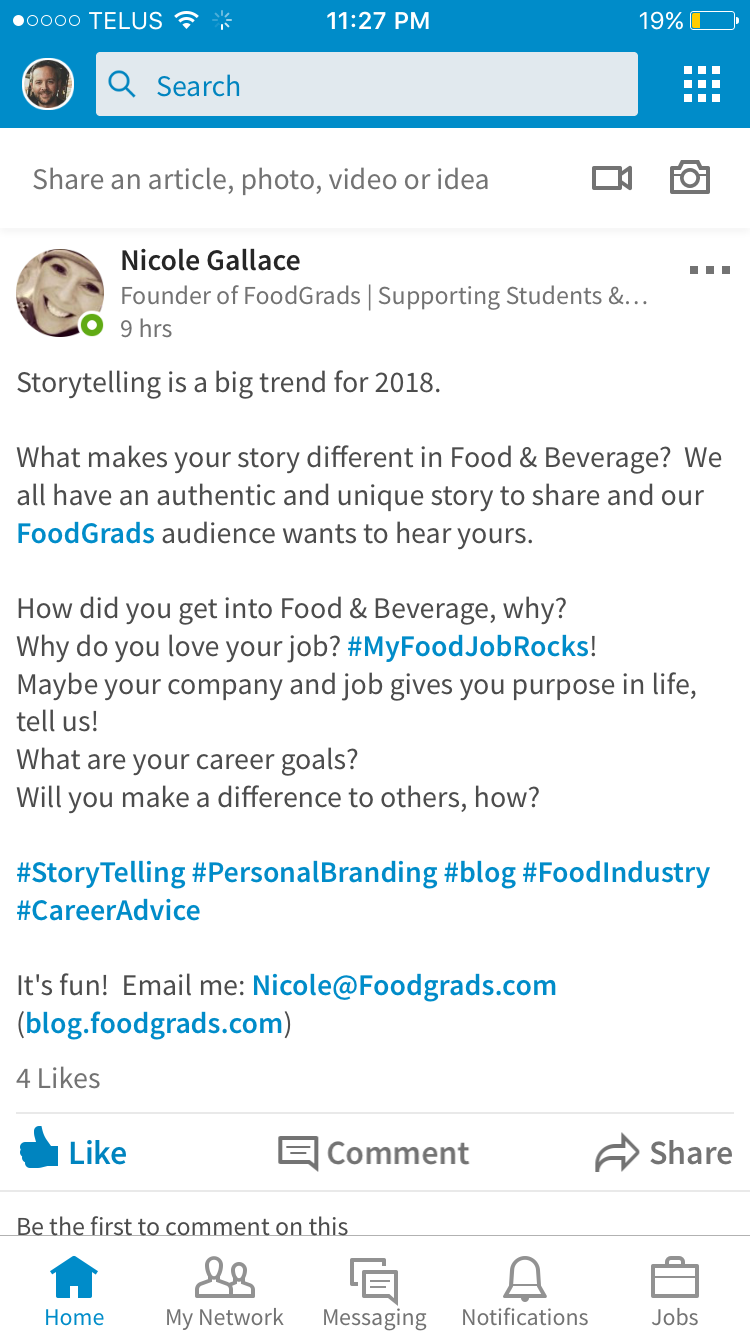 TELUS 11:27 PM 19%
Search
Share an article, photo, video or idea
Nicole Gallace
Founder of FoodGrads | Supporting Students &...
9 hrs
Storytelling is a big trend for 2018.
What makes your story different in Food & Beverage?  We
all have an authentic and unique story to share and our
FoodGrads audience wants to hear yours.
How did you get into Food & Beverage, why?
Why do you love your job? #MyFoodJobRocks!
Maybe your company and job gives you purpose in life,
tell us!
What are your career goals?
Will you make a difference to others, how?
#StoryTelling #PersonalBranding #blog #FoodIndustry
#CareerAdvice
It's fun!  Email me: Nicole@Foodgrads.com
(blog.foodgrads.com)
4 Likes
Like Comment Share
Be the first to comment on this
Home My Network Messaging Notifications Jobs